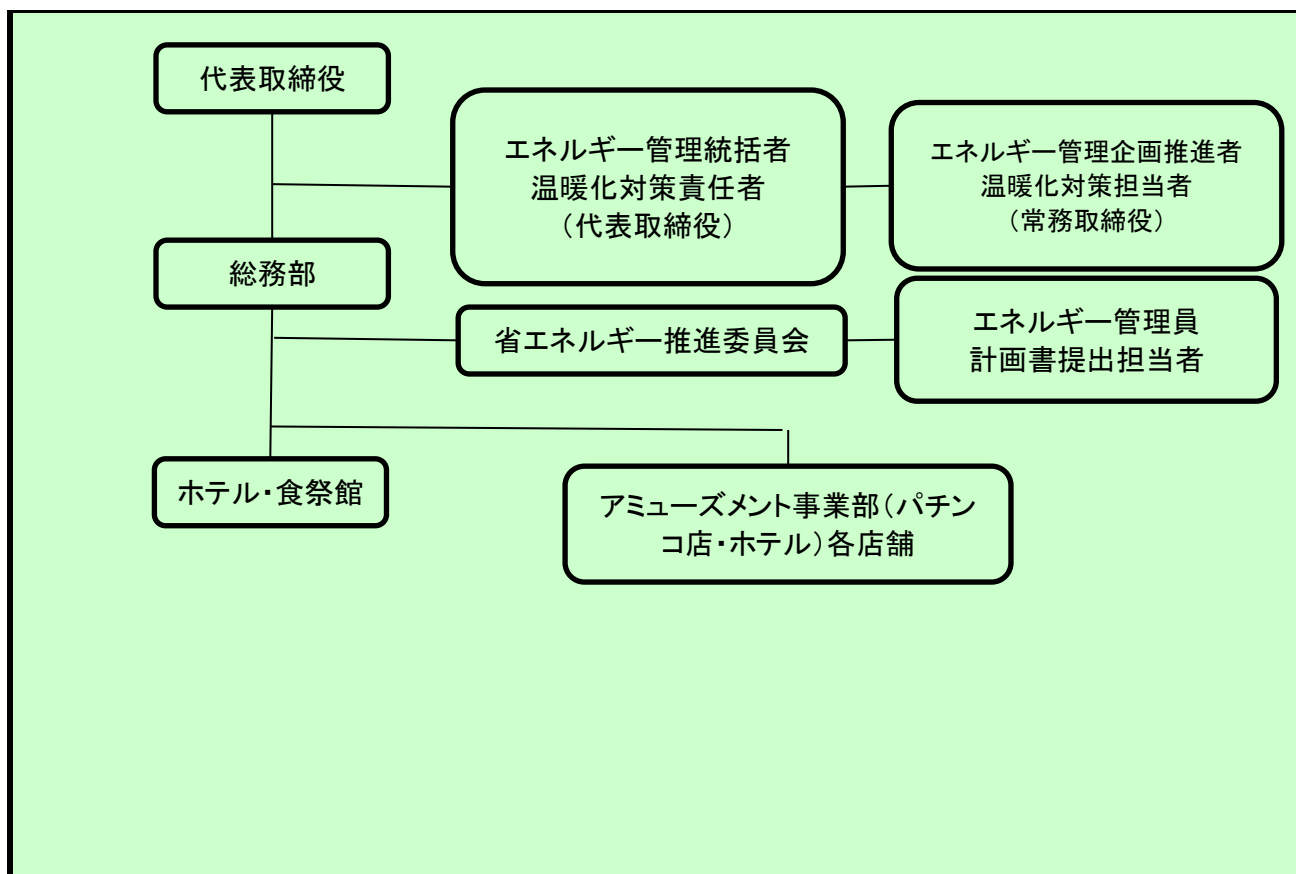 代表取締役
エネルギー管理統括者
温暖化対策責任者
（代表取締役）
エネルギー管理企画推進者
温暖化対策担当者
（常務取締役）
総務部
省エネルギー推進委員会
エネルギー管理員
計画書提出担当者
ホテル・食祭館
アミューズメント事業部（パチン
コ店・ホテル）各店舗